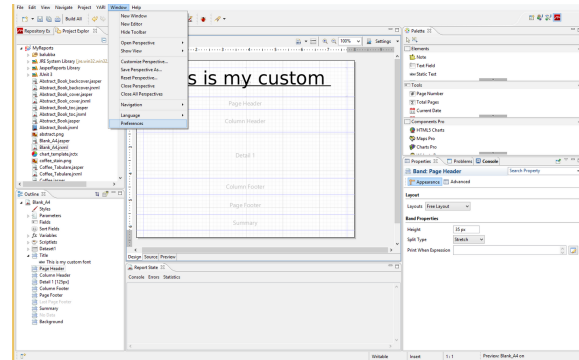 File Edit View Navigate Project YARI Window Help
Build All
Repository Ex Project Explor
MyReports
babaloa
JRE System Library
JasperReports Library
Abstract_Book_backcover.jasper
Abstract_Book_backcover.jrxml
Abstract_Book_cover.jasper
Abstract_Book_cover.jrxml
Abstract_Book_toc.jasper
Abstract_Book_toc.jrxml
Abstract_Book.jasper
Abstract_Book.jrxml
abstract.png
Blank_A4.jasper
Blank_A4.jrxml
chart_template.jctx
coffee_stain.png
Coffee_Tabulare.jasper
Coffee_Tabulare.jrxml
Outline
Blank_A4
Styles
Parameters
Fields
Sort Fields
Variables
Scriptlets
Dataset1
Title
This is my custom font
Page Header
Column Header
Detail 1 [125px]
Column Footer
Page Footer
Last Page Footer
Summary
No Data
Background
New Window
New Editor
Hide Toolbar
Open Perspective
Show View
Customize Perspective...
Save Perspective As...
Reset Perspective...
Close Perspective
Close All Perspectives
Navigation
Language
Preferences
100%
Settings
s is my custom
Page Header
Column Header
Detail 1
Column Footer
Page Footer
Summary
Design Source Preview
Report State
Console Errors Statistics
Palette
Elements
Note
Text Field
Static Text
Tools
Page Number
Total Pages
Current Date
Components Pro
HTML5 Charts
Maps Pro
Charts Pro
Properties Problems Console
Band: Page Header
Search Property
Appearance Advanced
Layout
Layouts Free Layout
Band Properties
Height 35 px
Split Type Stretch
Print When Expression
Writable Insert 1:1 Preview: Blank_A4 on